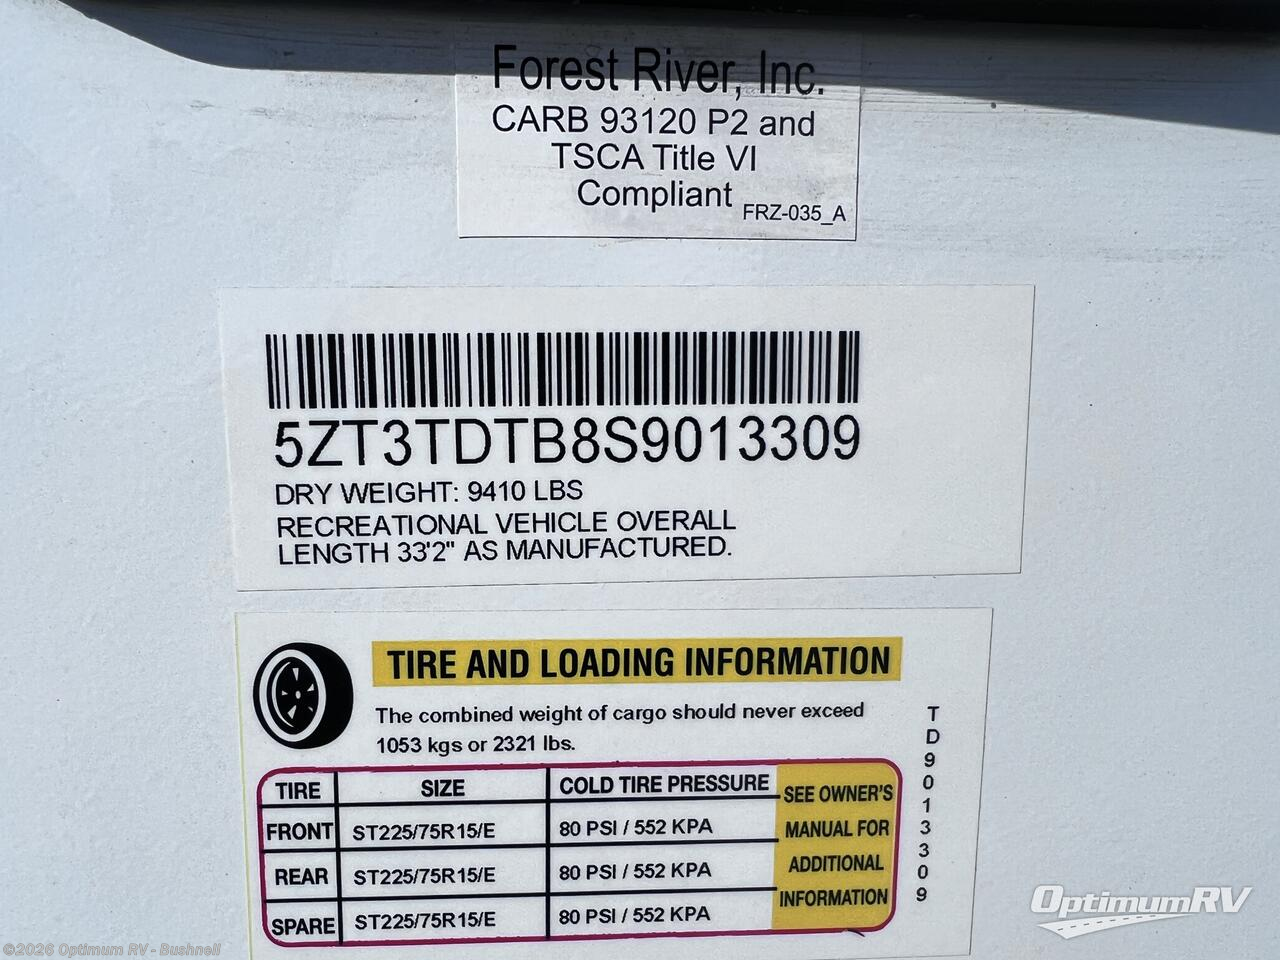 Forest River, Inc.
CARB 93120 P2 and
TSCA Title VI
Compliant
FRZ-035_A
5ZT3TDTB8S9013309
DRY WEIGHT: 9410 LBS
RECREATIONAL VEHICLE OVERALL
LENGTH 33'2" AS MANUFACTURED.
TIRE AND LOADING INFORMATION
The combined weight of cargo should never exceed
1053 kgs or 2321 lbs.
TIRE SIZE COLD TIRE PRESSURE
FRONT ST225/75R15/E 80 PSI / 552 KPA
REAR ST225/75R15/E 80 PSI / 552 KPA
SPARE ST225/75R15/E 80 PSI / 552 KPA
SEE OWNER'S
MANUAL FOR
ADDITIONAL
INFORMATION
TD9013309
OptimumRV
©2026 Optimum RV - Bushnell